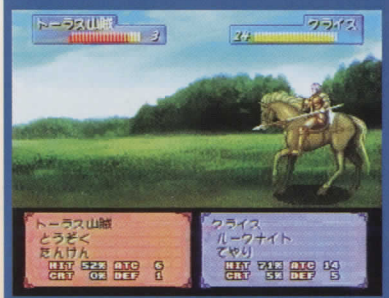 トーラス山賊
3
クライス
24
トーラス山賊
とうぞく
たんけん
HIT 52% ATC 6
CRT 0% DEF 1
クライス
ルークナイト
てやり
HIT 71% ATC 14
CRT 5% DEF 5